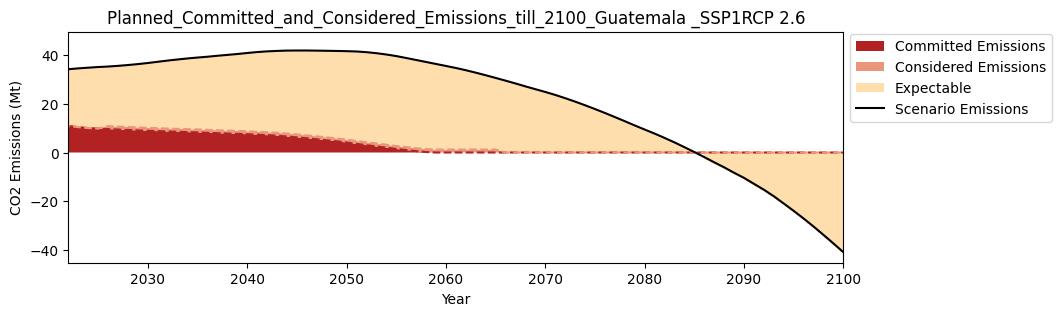 Planned_Committed_and_Considered_Emissions_till_2100_Guatemala _SSP1RCP 2.6
Committed Emissions
Considered Emissions
Expectable
Scenario Emissions
CO2 Emissions (Mt)
40
20
0
−20
−40
2030
2040
2050
2060
2070
2080
2090
2100
Year